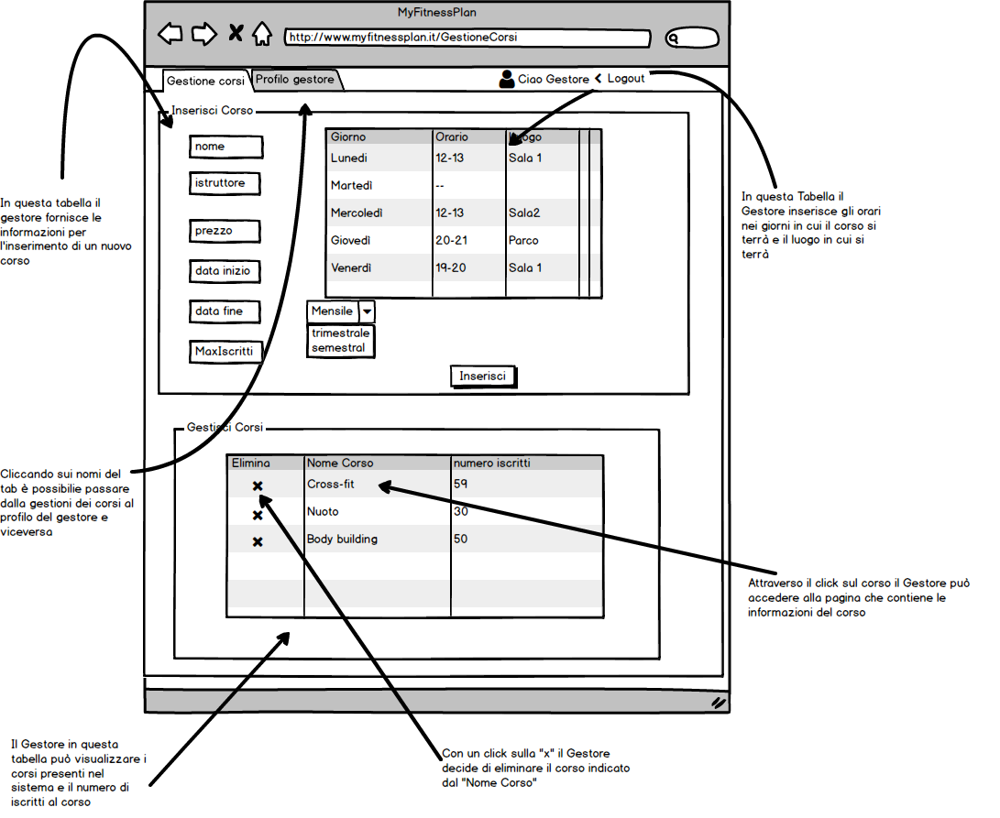 MyFitnessPlan
http://www.myfitnessplan.it/GestioneCorsi
Gestione corsi
Profilo gestore
Ciao Gestore
Logout
Inserisci Corso
nome
istruttore
prezzo
data inizio
data fine
MaxIscritti
Giorno Orario
Lunedi 12-13 Sala 1
Martedì --
Mercoledì 12-13 Sala2
Giovedì 20-21 Parco
Venerdì 19-20 Sala 1
Mensile
trimestrale
semestral
Inserisci
In questa tabella il
gestore fornisce le
informazioni per
l'inserimento di un nuovo
corso
In questa Tabella il
Gestore inserisce gli orari
nei giorni in cui il corso si
terrà e il luogo in cui si
terrà
Gestisci Corsi
Elimina Nome Corso numero iscritti
Cross-fit 59
Nuoto 30
Body building 50
Cliccando sui nomi del
tab è possibilie passare
dalla gestioni dei corsi al
profilo del gestore e
viceversa
Attraverso il click sul corso il Gestore può
accedere alla pagina che contiene le
informazioni del corso
Il Gestore in questa
tabella può visualizzare i
corsi presenti nel
sistema e il numero di
iscritti al corso
Con un click sulla "x" il Gestore
decide di eliminare il corso indicato
dal "Nome Corso"